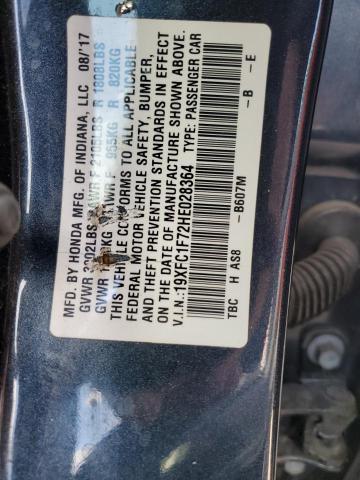 MFD. BY HONDA MFG. OF INDIANA, LLC 08/'17
GVWR 3902LBS GAWR F 2105LBS R 1808LBS
GVWR KG GAWR F 955KG R 820KG
THIS VEHICLE CONFORMS TO ALL APPLICABLE
FEDERAL MOTOR VEHICLE SAFETY, BUMPER,
AND THEFT PREVENTION STANDARDS IN EFFECT
ON THE DATE OF MANUFACTURE SHOWN ABOVE.
V.I.N.:19XFC1F72HE028364 TYPE: PASSENGER CAR
-B607M -B -E
TBC H AS8